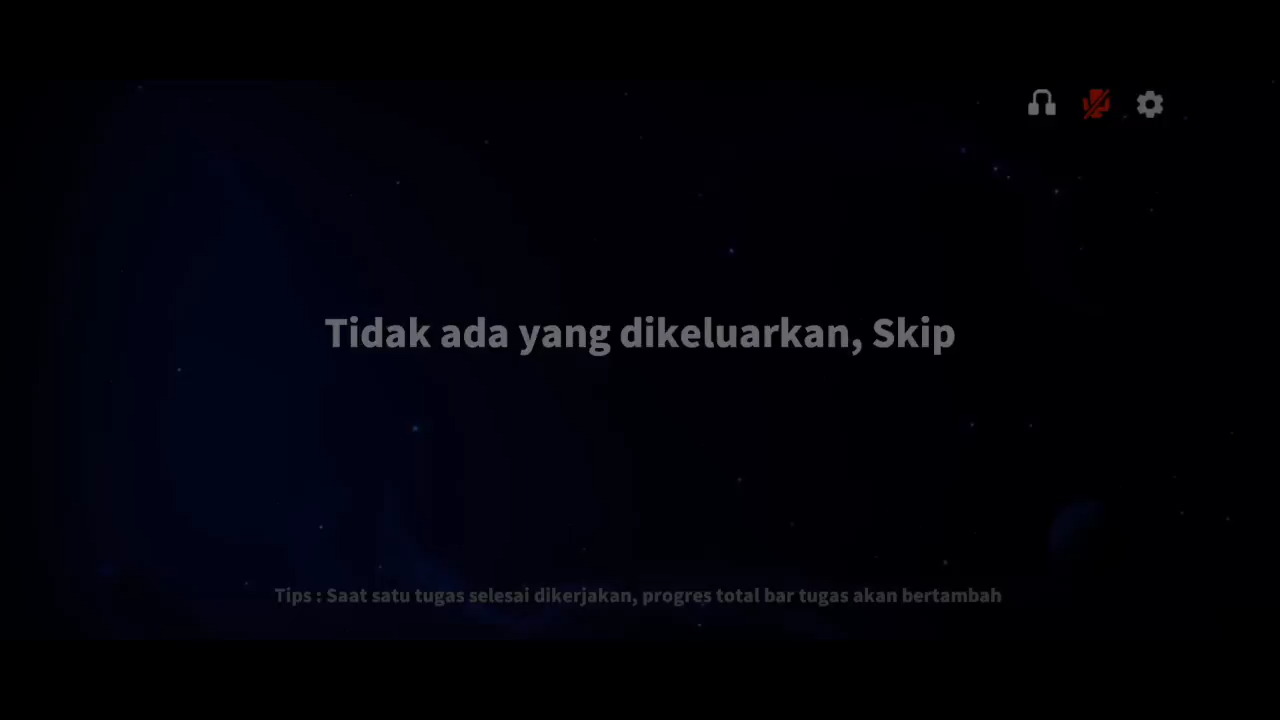 Tidak ada yang dikeluarkan, Skip
Tips : Saat satu tugas selesai dikerjakan, progres total bar tugas akan bertambah